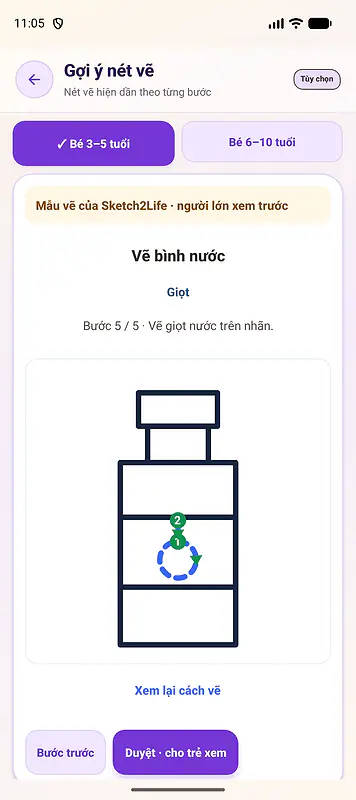 11:05
Gợi ý nét vẽ
Nét vẽ hiện dần theo từng bước
Tùy chọn
✓ Bé 3–5 tuổi
Bé 6–10 tuổi
Mẫu vẽ của Sketch2Life · người lớn xem trước
Vẽ bình nước
Giọt
Bước 5 / 5 · Vẽ giọt nước trên nhãn.
2
1
Xem lại cách vẽ
Bước trước
Duyệt · cho trẻ xem